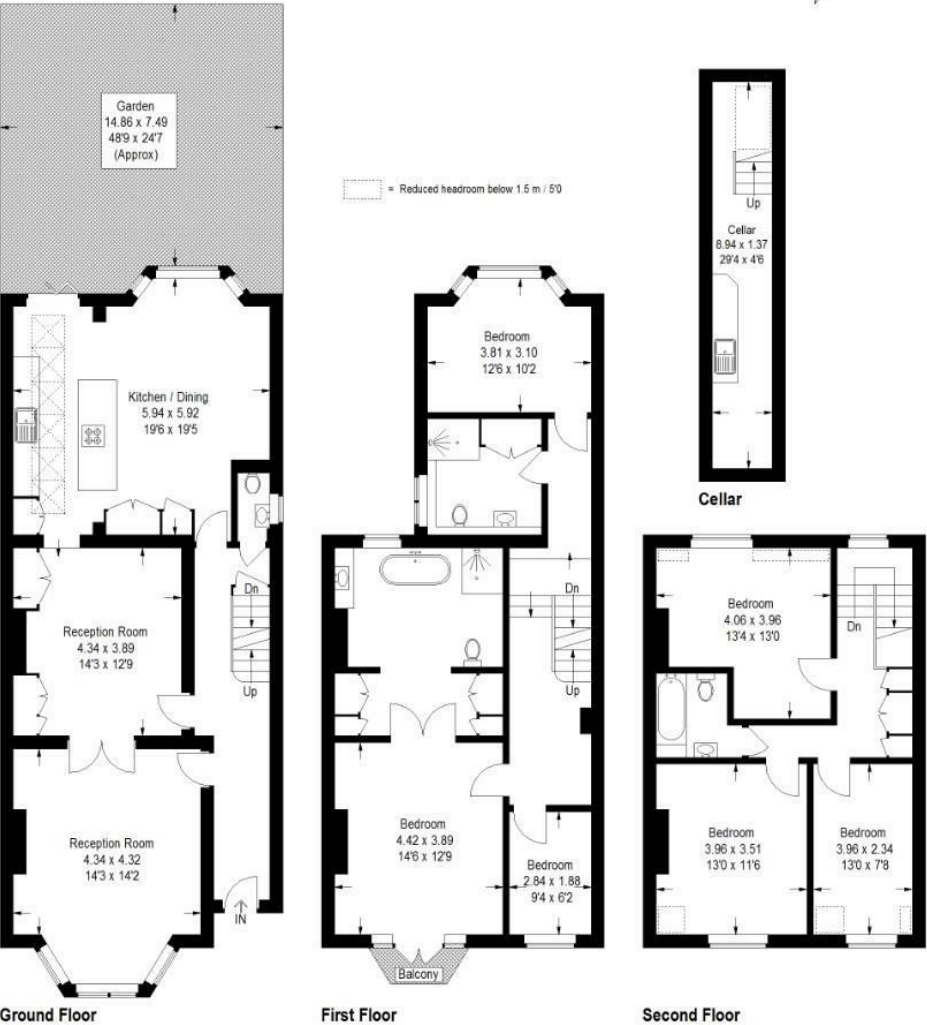 Garden
14.86 x 7.49
48'9 x 24'7
(Approx)
= Reduced headroom below 1.5 m / 5'0
Kitchen / Dining
5.94 x 5.92
19'6 x 19'5
Reception Room
4.34 x 3.89
14'3 x 12'9
Dn
Up
Reception Room
4.34 x 4.32
14'3 x 14'2
IN
Ground Floor
Bedroom
3.81 x 3.10
12'6 x 10'2
Dn
Up
Bedroom
4.42 x 3.89
14'6 x 12'9
Bedroom
2.84 x 1.88
9'4 x 6'2
Balcony
First Floor
Up
Cellar
8.94 x 1.37
29'4 x 4'6
Cellar
Bedroom
4.06 x 3.96
13'4 x 13'0
Dn
Bedroom
3.96 x 3.51
13'0 x 11'6
Bedroom
3.96 x 2.34
13'0 x 7'8
Second Floor